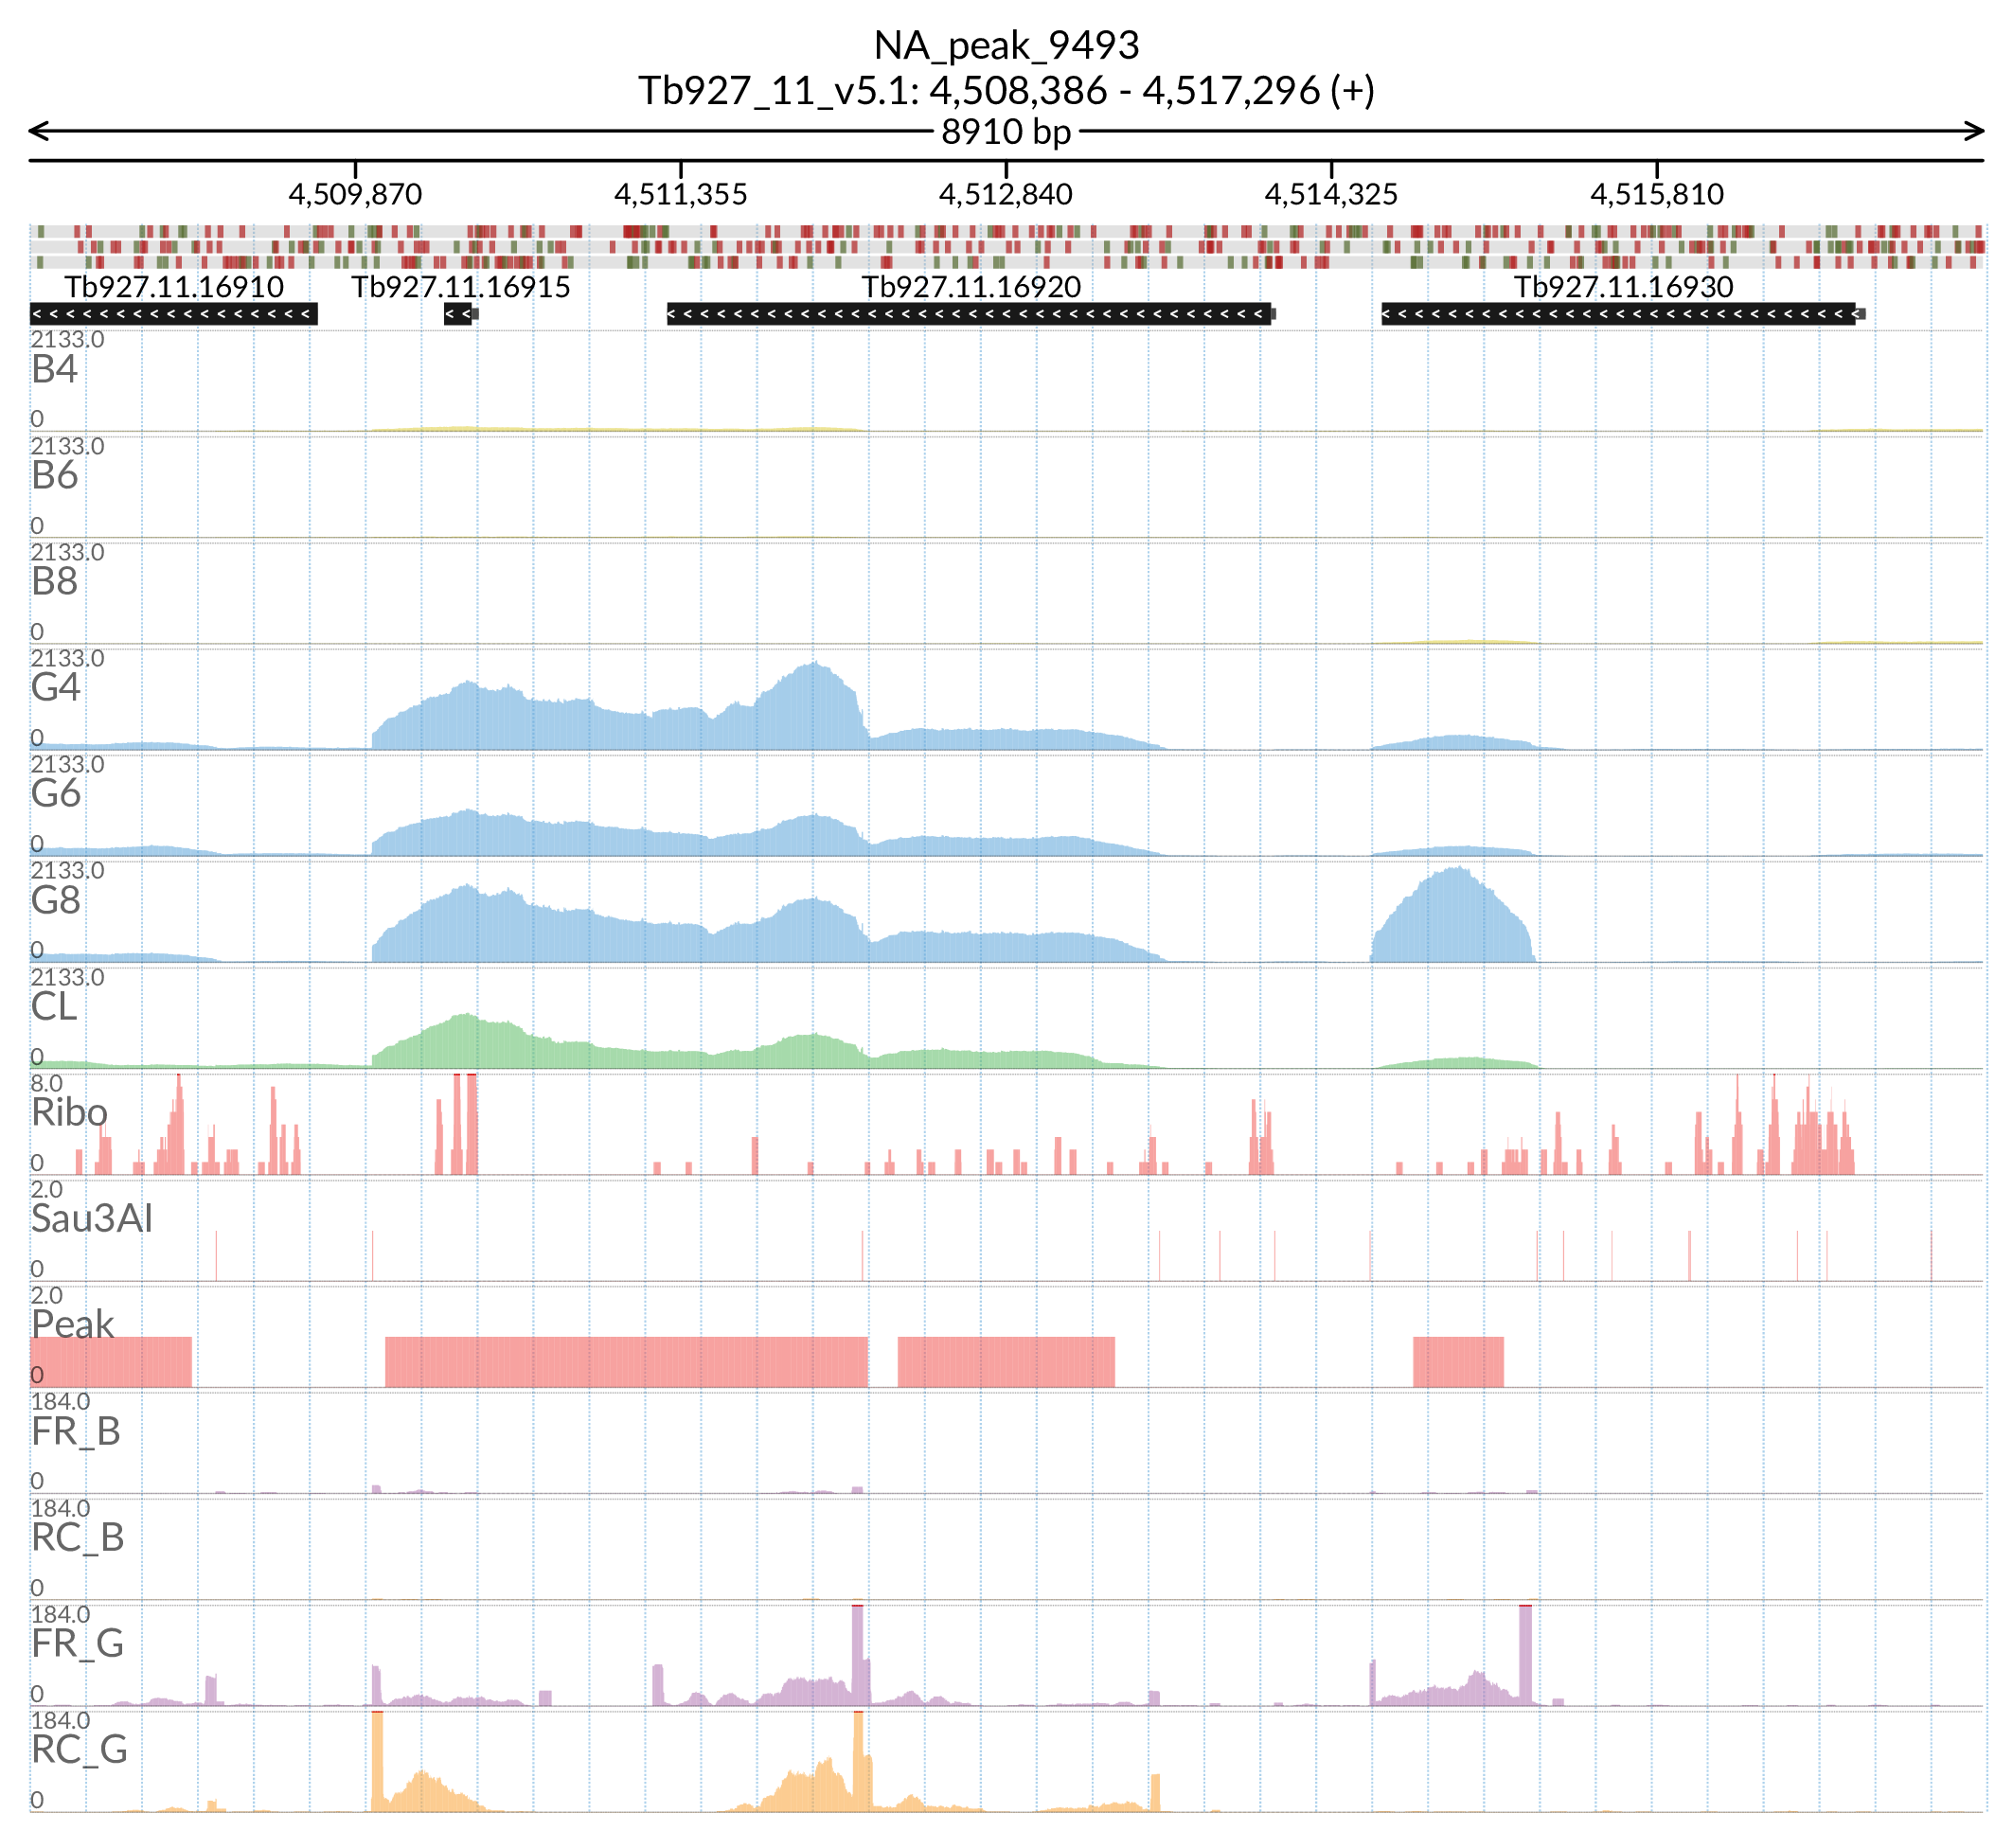 NA_peak_9493
Tb927_11_v5.1: 4,508,386 - 4,517,296 (+)
8910 bp
4,509,870 4,511,355 4,512,840 4,514,325 4,515,810
Tb927.11.16910 Tb927.11.16915 Tb927.11.16920 Tb927.11.16930
2133.0
B4
0
2133.0
B6
0
2133.0
B8
0
2133.0
G4
0
2133.0
G6
0
2133.0
G8
0
2133.0
CL
0
8.0
Ribo
0
2.0
Sau3AI
0
2.0
Peak
0
184.0
FR_B
0
184.0
RC_B
0
184.0
FR_G
0
184.0
RC_G
0